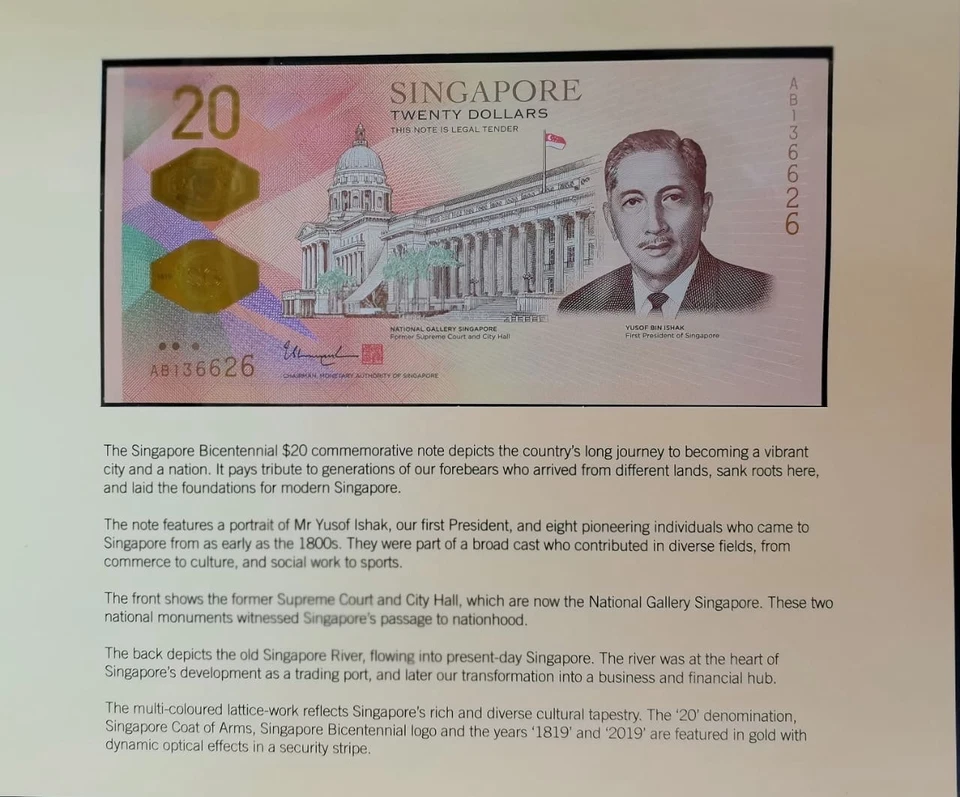 20
SINGAPORE
TWENTY DOLLARS
THIS NOTE IS LEGAL TENDER
AB136626
NATIONAL GALLERY SINGAPORE
Former Supreme Court and City Hall
YUSOF BIN ISHAK
First President of Singapore
AB136626
CHAIRMAN, MONETARY AUTHORITY OF SINGAPORE
The Singapore Bicentennial $20 commemorative note depicts the country's long journey to becoming a vibrant
city and a nation. It pays tribute to generations of our forebears who arrived from different lands, sank roots here,
and laid the foundations for modern Singapore.
The note features a portrait of Mr Yusof Ishak, our first President, and eight pioneering individuals who came to
Singapore from as early as the 1800s. They were part of a broad cast who contributed in diverse fields, from
commerce to culture, and social work to sports.
The front shows the former Supreme Court and City Hall, which are now the National Gallery Singapore. These two
national monuments witnessed Singapore's passage to nationhood.
The back depicts the old Singapore River, flowing into present-day Singapore. The river was at the heart of
Singapore's development as a trading port, and later our transformation into a business and financial hub.
The multi-coloured lattice-work reflects Singapore's rich and diverse cultural tapestry. The '20' denomination,
Singapore Coat of Arms, Singapore Bicentennial logo and the years '1819' and '2019' are featured in gold with
dynamic optical effects in a security stripe.